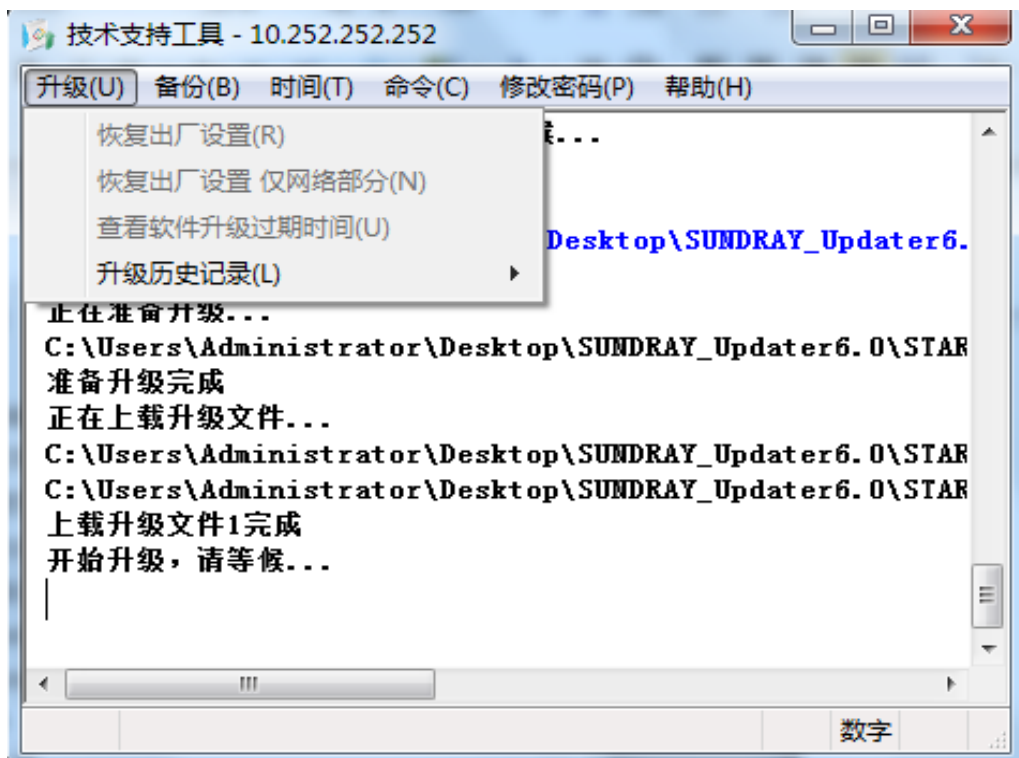 技术支持工具 - 10.252.252.252
升级(U) 备份(B) 时间(T) 命令(C) 修改密码(P) 帮助(H)
恢复出厂设置(R)
...
恢复出厂设置 仅网络部分(N)
查看软件升级过期时间(U)
Desktop\SUNDRAY_Updater6.
升级历史记录(L)
正在准备升级...
C:\Users\Administrator\Desktop\SUNDRAY_Updater6.0\STAR
准备升级完成
正在上载升级文件...
C:\Users\Administrator\Desktop\SUNDRAY_Updater6.0\STAR
C:\Users\Administrator\Desktop\SUNDRAY_Updater6.0\STAR
上载升级文件1完成
开始升级，请等候...
数字